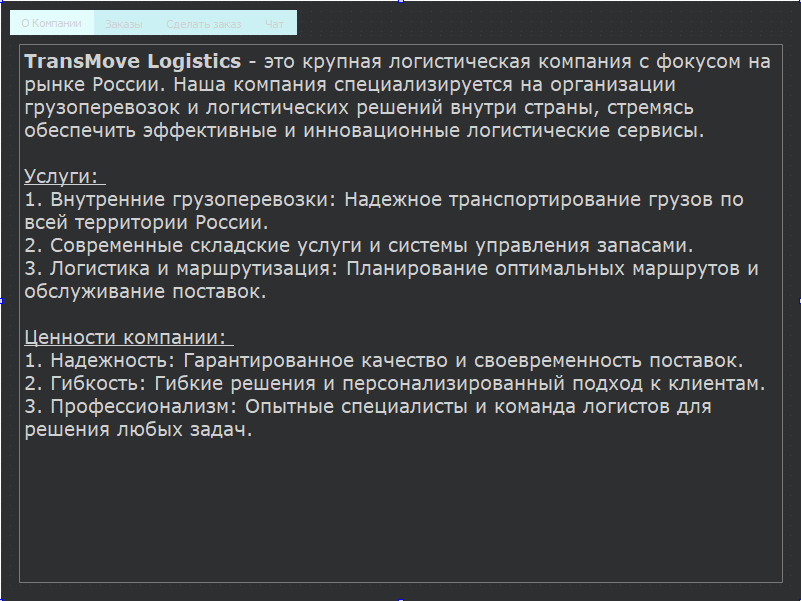 О Компании Заказы Сделать заказ Чат
TransMove Logistics - это крупная логистическая компания с фокусом на
рынке России. Наша компания специализируется на организации
грузоперевозок и логистических решений внутри страны, стремясь
обеспечить эффективные и инновационные логистические сервисы.
Услуги:
1. Внутренние грузоперевозки: Надежное транспортирование грузов по
всей территории России.
2. Современные складские услуги и системы управления запасами.
3. Логистика и маршрутизация: Планирование оптимальных маршрутов и
обслуживание поставок.
Ценности компании:
1. Надежность: Гарантированное качество и своевременность поставок.
2. Гибкость: Гибкие решения и персонализированный подход к клиентам.
3. Профессионализм: Опытные специалисты и команда логистов для
решения любых задач.